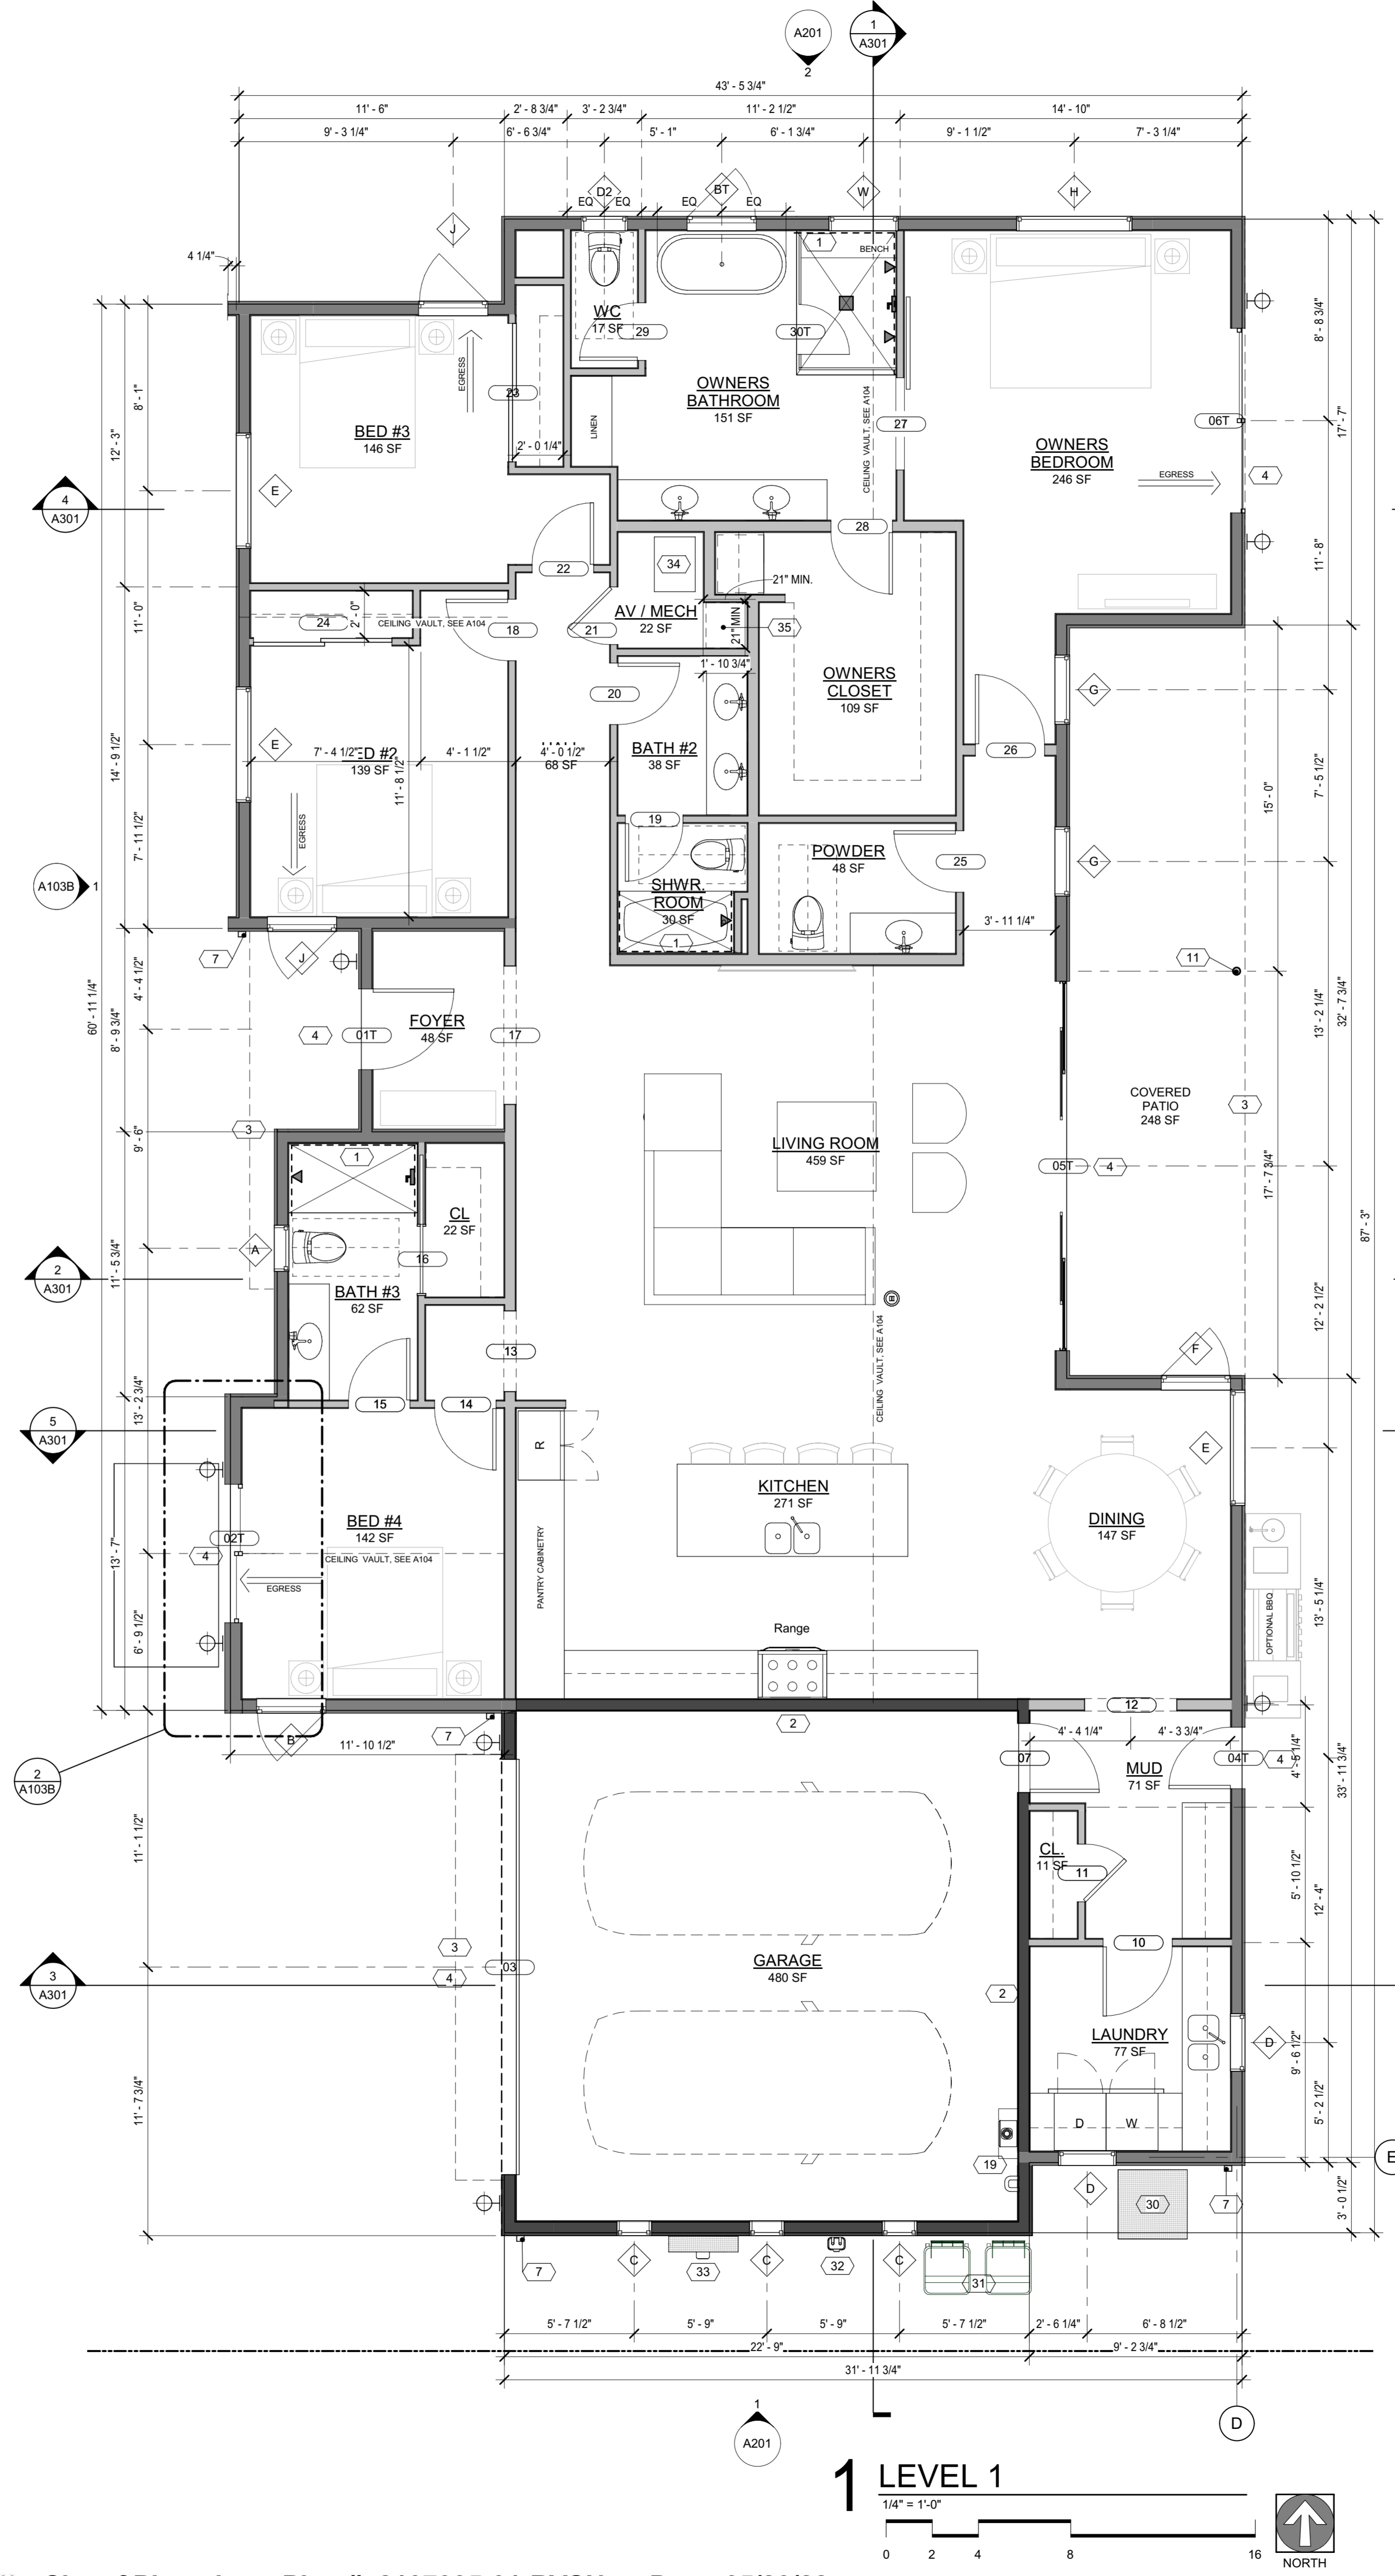 A201
2
1
A301
43' - 5 3/4"
11' - 6"
2' - 8 3/4"
3' - 2 3/4"
11' - 2 1/2"
14' - 10"
9' - 3 1/4"
6' - 6 3/4"
5' - 1"
6' - 1 3/4"
9' - 1 1/2"
7' - 3 1/4"
D2
BT
W
H
EQ
EQ
EQ
EQ
J
4 1/4"
1
BENCH
WC
17 SF
29
30T
EGRESS
23
OWNERS
BATHROOM
151 SF
LINEN
CEILING VAULT, SEE A104
27
06T
8' - 8 3/4"
17' - 7"
8' - 1"
12' - 3"
BED #3
146 SF
2' - 0 1/4"
OWNERS
BEDROOM
246 SF
EGRESS
4
E
4
A301
28
22
34
21" MIN.
11' - 8"
11' - 0"
24
2' - 0"
CEILING VAULT, SEE A104
18
21
AV / MECH
22 SF
21" MIN
35
1' - 10 3/4"
OWNERS
CLOSET
109 SF
20
G
E
7' - 4 1/2"
4' - 1 1/2"
4' - 0 1/2"
139 SF
11' - 8 1/2"
68 SF
BATH #2
38 SF
26
14' - 9 1/2"
7' - 11 1/2"
15' - 0"
7' - 5 1/2"
EGRESS
19
POWDER
48 SF
25
G
A103B
1
SHWR.
ROOM
30 SF
1
3' - 11 1/4"
7
J
11
4' - 4 1/2"
60' - 11 1/4"
8' - 9 3/4"
13' - 2 1/4"
32' - 7 3/4"
4
01T
FOYER
48 SF
17
3
9' - 6"
LIVING ROOM
459 SF
COVERED
PATIO
248 SF
3
05T
4
17' - 7 3/4"
87' - 3"
1
CL
22 SF
A
16
2
A301
11' - 5 3/4"
BATH #3
62 SF
CEILING VAULT, SEE A104
12' - 2 1/2"
13
F
13' - 2 3/4"
15
14
5
A301
R
E
KITCHEN
271 SF
DINING
147 SF
BED #4
142 SF
02T
4
13' - 7"
CEILING VAULT, SEE A104
EGRESS
PANTRY CABINETRY
OPTIONAL BBQ
13' - 5 1/4"
6' - 9 1/2"
Range
12
2
7
B
11' - 10 1/2"
4' - 4 1/4"
4' - 3 3/4"
07
MUD
71 SF
04T
4
33' - 11 3/4"
2
A103B
11' - 1 1/2"
CL.
11 SF
11
5' - 10 1/2"
12' - 4"
10
3
4
03
3
A301
GARAGE
480 SF
2
LAUNDRY
77 SF
D
9' - 6 1/2"
5' - 2 1/2"
D
W
11' - 7 3/4"
19
D
30
7
3' - 0 1/2"
7
C
33
C
32
C
31
5' - 7 1/2"
5' - 9"
5' - 9"
5' - 7 1/2"
2' - 6 1/4"
6' - 8 1/2"
22' - 9"
9' - 2 3/4"
31' - 11 3/4"
1
A201
D
1
LEVEL 1
1/4" = 1'-0"
0
2
4
8
16
NORTH